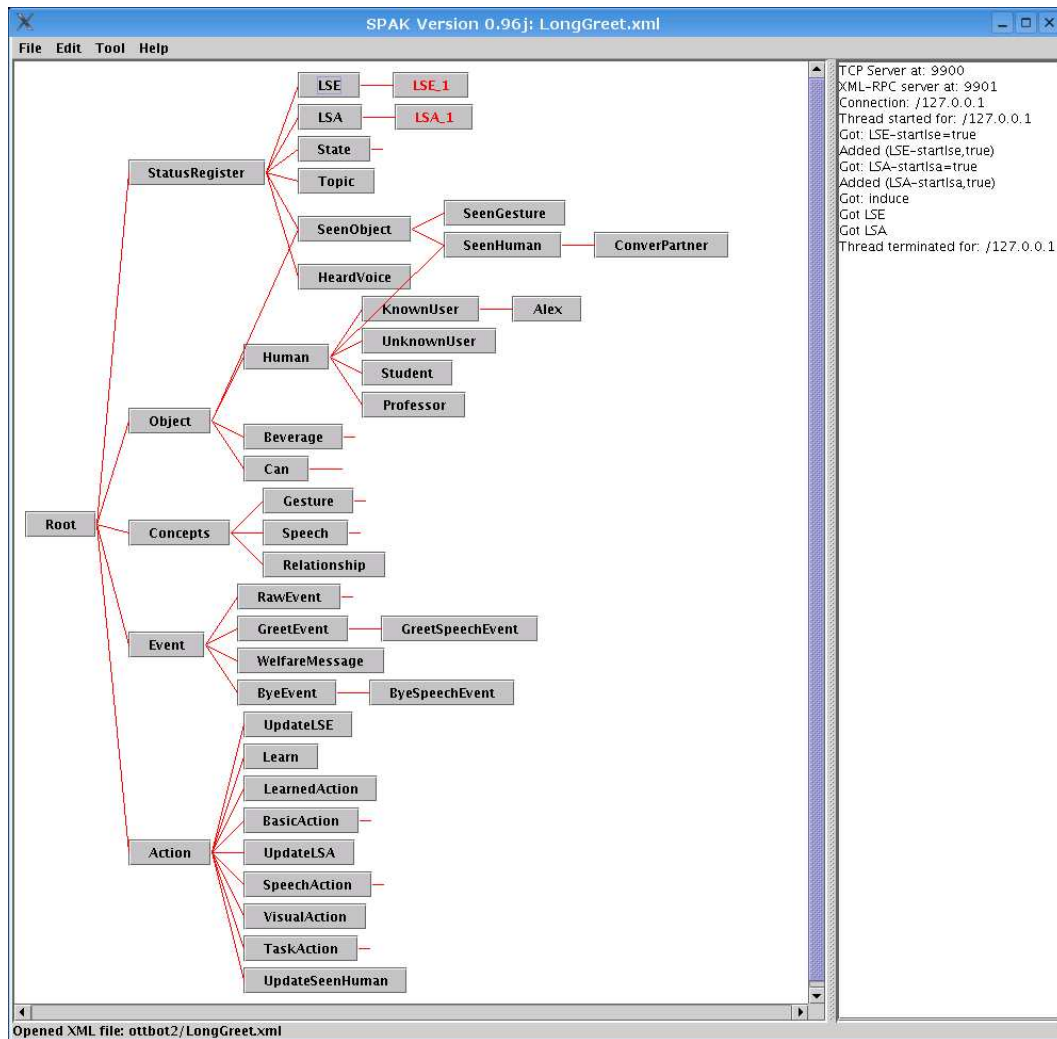 SPAK Version 0.96j: LongGreet.xml
File Edit Tool Help
LSE
LSE_1
LSA
LSA_1
State
StatusRegister
Topic
SeenGesture
SeenObject
SeenHuman
ConverPartner
HeardVoice
KnownUser
Alex
UnknownUser
Human
Student
Professor
Object
Beverage
Can
Gesture
Root
Concepts
Speech
Relationship
RawEvent
GreetEvent
GreetSpeechEvent
Event
WelfareMessage
ByeEvent
ByeSpeechEvent
UpdateLSE
Learn
LearnedAction
BasicAction
Action
UpdateLSA
SpeechAction
VisualAction
TaskAction
UpdateSeenHuman
TCP Server at: 9900
XML-RPC server at: 9901
Connection: /127.0.0.1
Thread started for: /127.0.0.1
Got: LSE-startlse=true
Added (LSE-startlse,true)
Got: LSA-startlsa=true
Added (LSA-startlsa,true)
Got: induce
Got LSE
Got LSA
Thread terminated for: /127.0.0.1
Opened XML file: ottbot2/LongGreet.xml